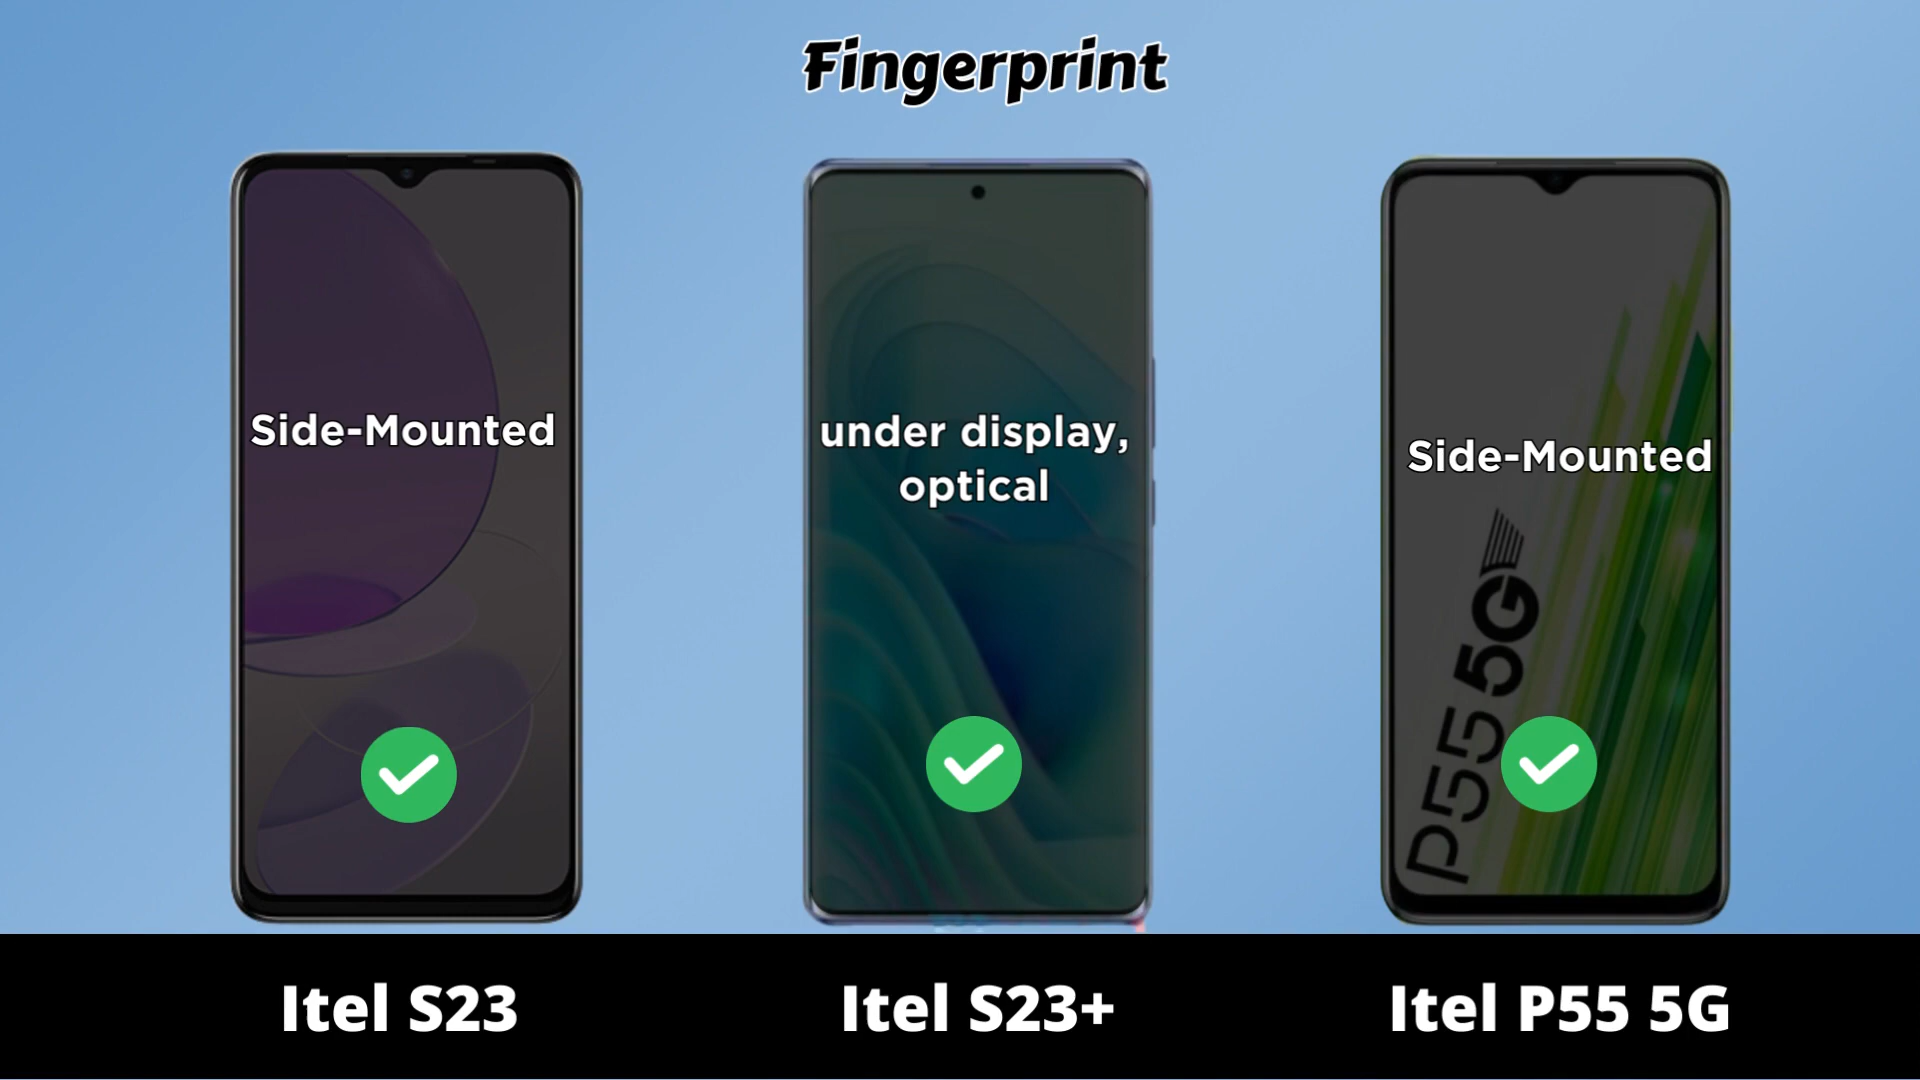 Fingerprint
Side-Mounted
under display,
optical
Side-Mounted
P55 5G
Itel S23
Itel S23+
Itel P55 5G